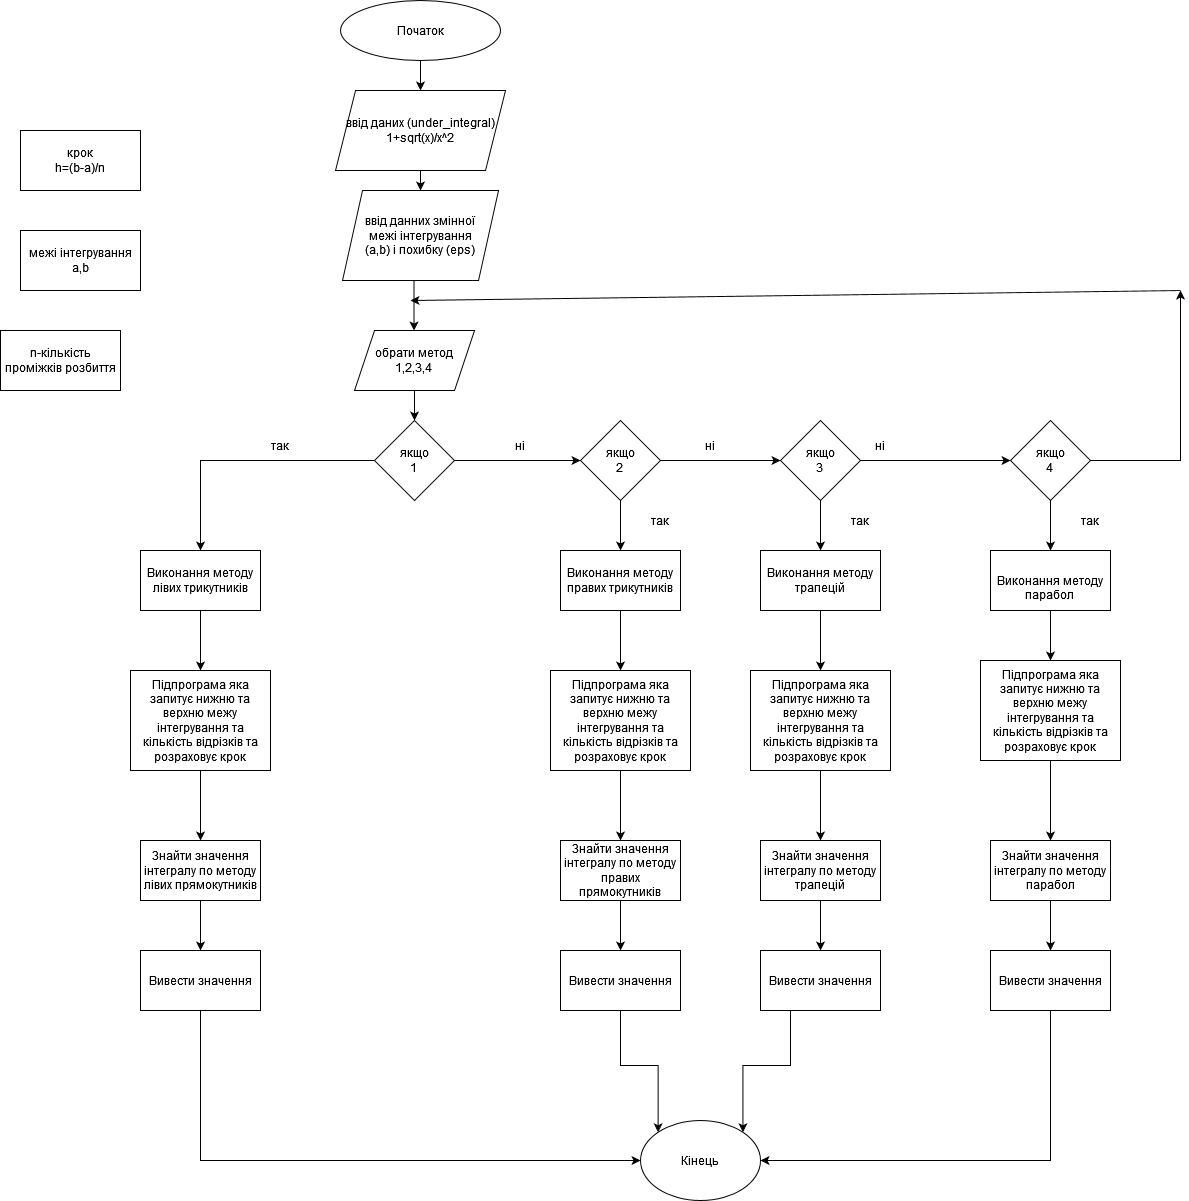 Початок
ввід даних (under_integral)
1+sqrt(x)/x^2
крок
h=(b-a)/n
ввід данних змінної
межі інтегрування
(a,b) і похибку (eps)
межі інтегрування
a,b
n-кількість
проміжків розбиття
обрати метод
1,2,3,4
так
якщо
1
ні
якщо
2
ні
якщо
3
ні
якщо
4
так
так
так
Виконання методу
лівих трикутників
Виконання методу
правих трикутників
Виконання методу
трапецій
Виконання методу
парабол
Підпрограма яка
запитує нижню та
верхню межу
інтегрування та
кількість відрізків та
розраховує крок
Підпрограма яка
запитує нижню та
верхню межу
інтегрування та
кількість відрізків та
розраховує крок
Підпрограма яка
запитує нижню та
верхню межу
інтегрування та
кількість відрізків та
розраховує крок
Підпрограма яка
запитує нижню та
верхню межу
інтегрування та
кількість відрізків та
розраховує крок
Знайти значення
інтегралу по методу
лівих прямокутників
Знайти значення
інтегралу по методу
правих
прямокутників
Знайти значення
інтегралу по методу
трапецій
Знайти значення
інтегралу по методу
парабол
Вивести значення
Вивести значення
Вивести значення
Вивести значення
Кінець